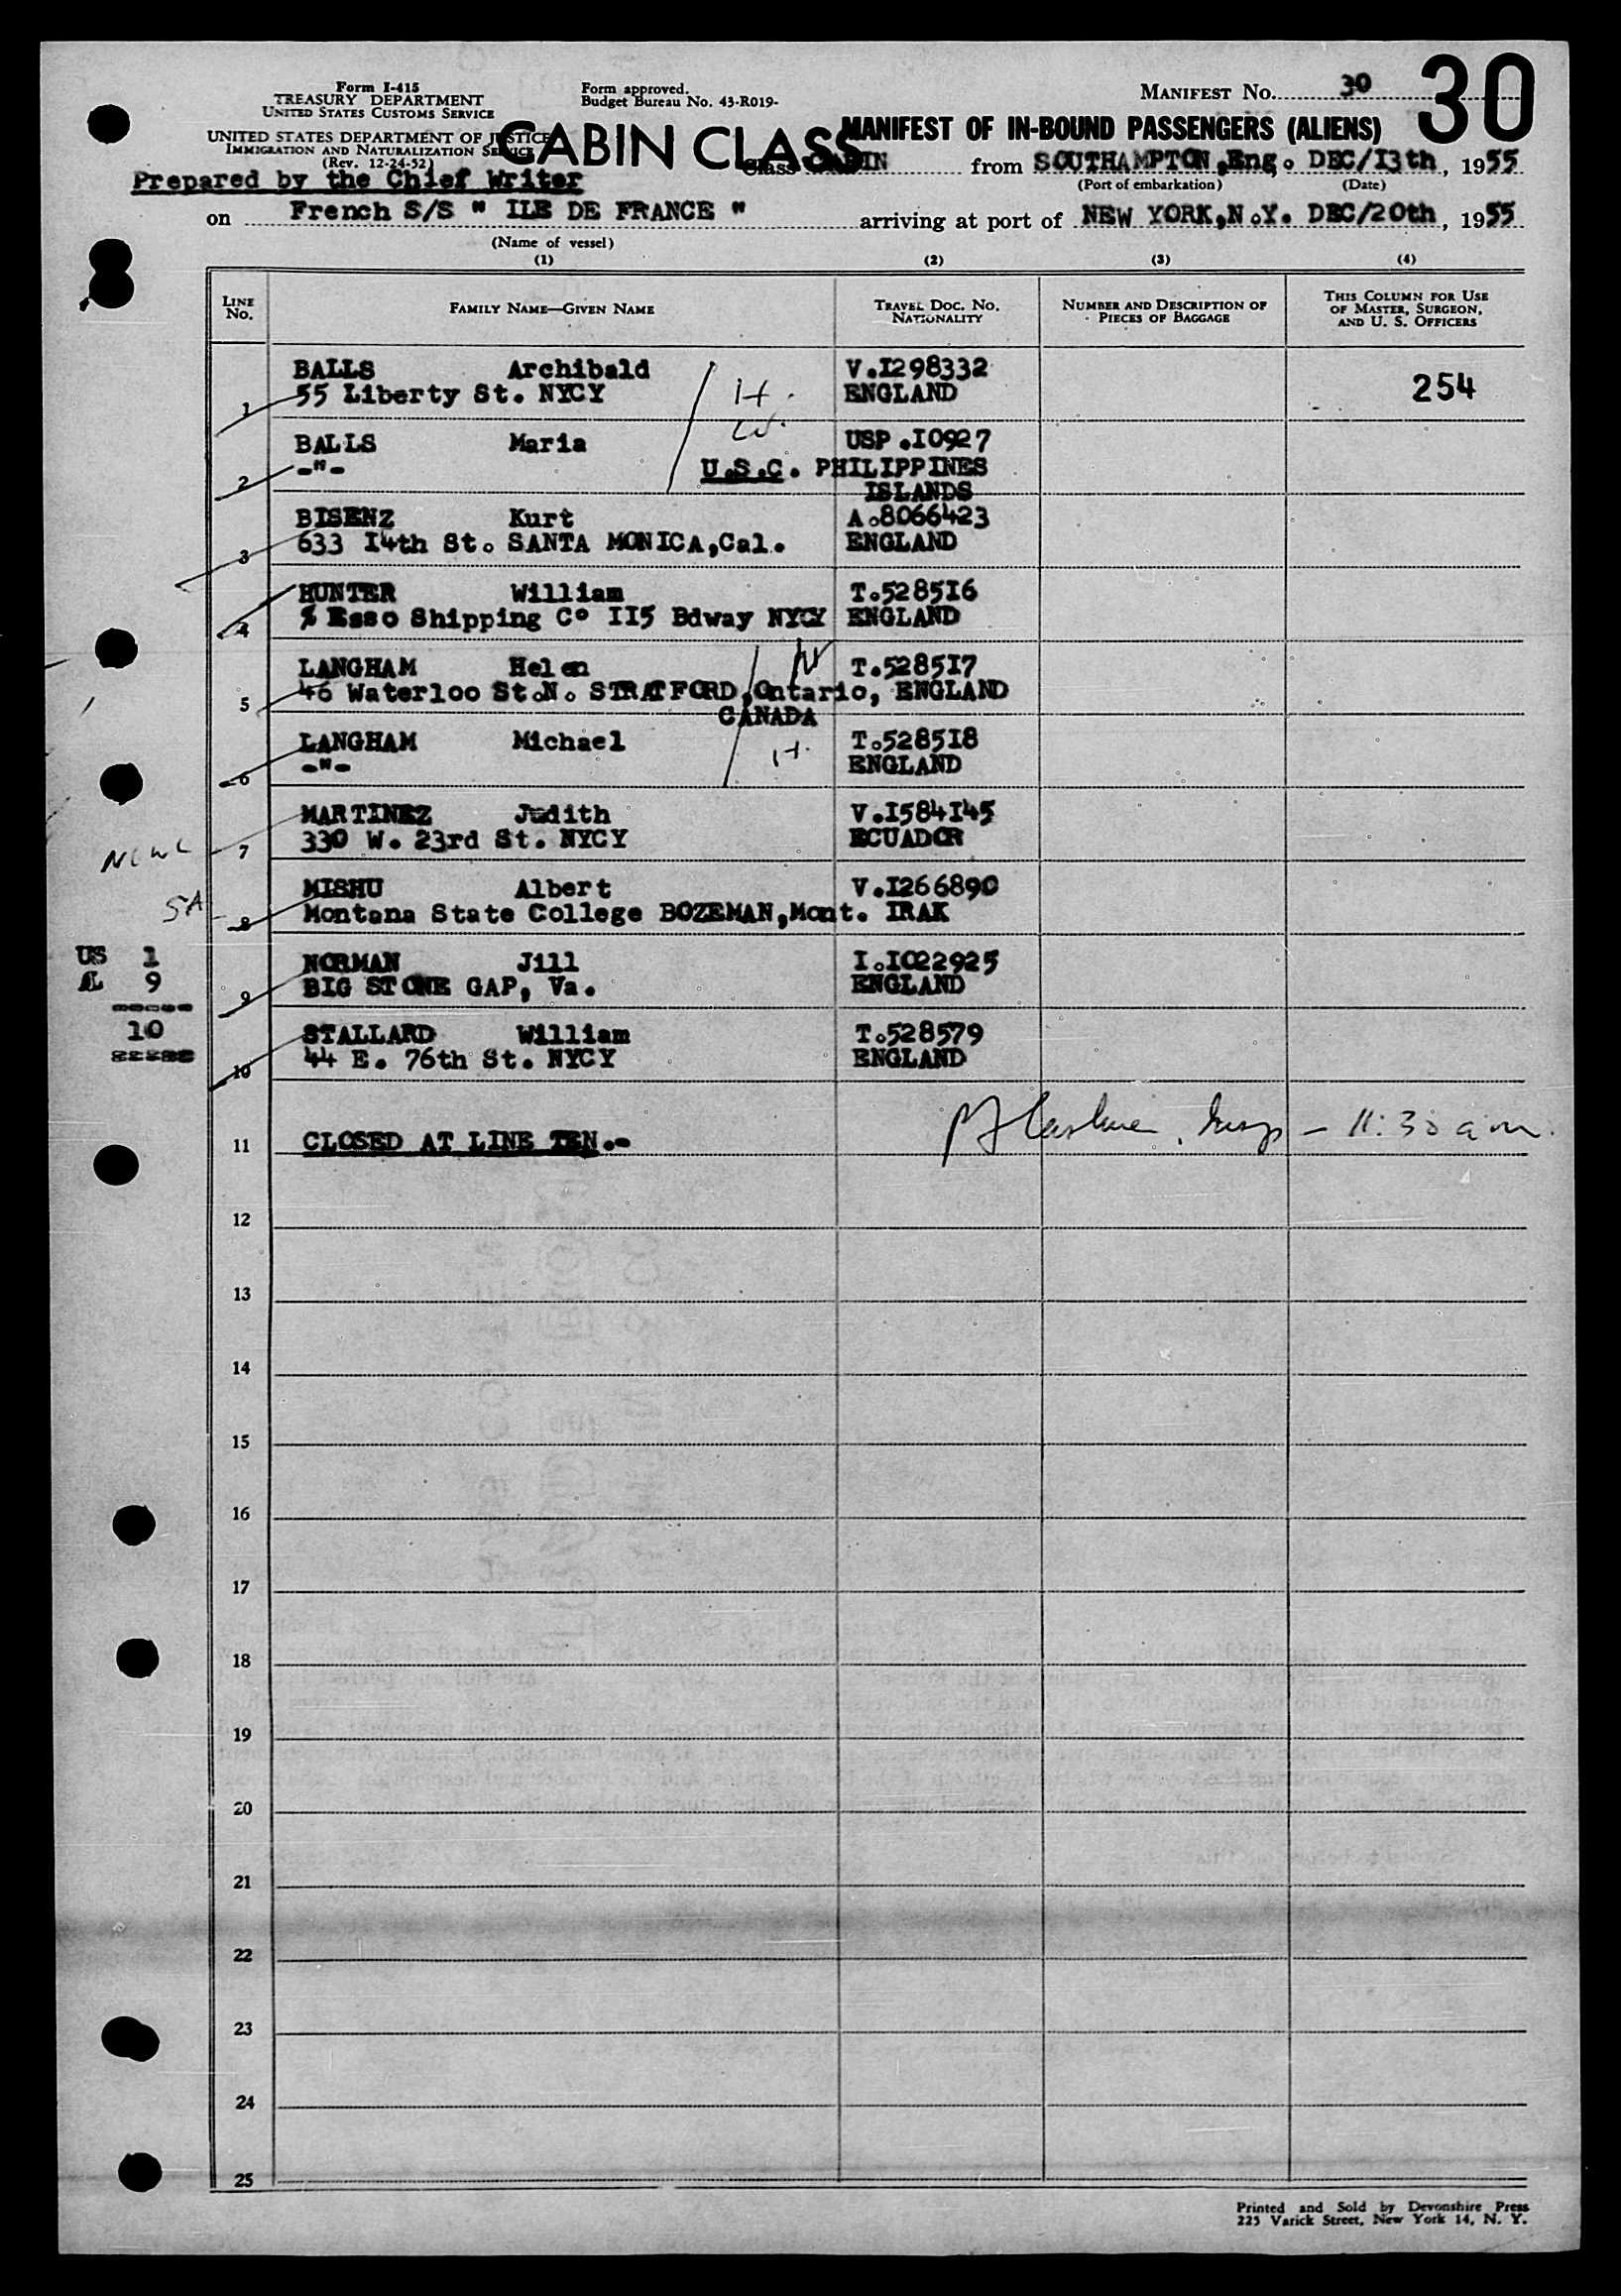 Form I-415
TREASURY DEPARTMENT
UNITED STATES CUSTOMS SERVICE
UNITED STATES DEPARTMENT OF JUSTICE
IMMIGRATION AND NATURALIZATION SERVICE
(Rev. 12-24-52)
Prepared by the Chief Writer
Form approved.
Budget Bureau No. 43-R019-
MANIFEST No. 30
30
CABIN CLASS
MANIFEST OF IN-BOUND PASSENGERS (ALIENS)
Class CABIN from SOUTHAMPTON,Eng. DEC/I3th, 1955
(Port of embarkation) (Date)
on French S/S " ILE DE FRANCE " arriving at port of NEW YORK,N.Y. DEC/20th, 1955
(Name of vessel)
(1) (2) (3) (4)
LINE No. FAMILY NAME—GIVEN NAME TRAVEL DOC. No. NATIONALITY NUMBER AND DESCRIPTION OF PIECES OF BAGGAGE THIS COLUMN FOR USE OF MASTER, SURGEON, AND U. S. OFFICERS
BALLS Archibald V.I298332
1 55 Liberty St. NYCY H. ENGLAND 254
W.
BALLS Maria USP.I0927
2 -"- U.S.C. PHILIPPINES
ISLANDS
BISENZ Kurt A.8066423
3 633 I4th St. SANTA MONICA,Cal. ENGLAND
HUNTER William T.528516
4 % Esso Shipping C° II5 Bdway NYCY ENGLAND
LANGHAM Helen W T.528517
5 46 Waterloo St.N. STRATFORD,Ontario, ENGLAND
CANADA
LANGHAM Michael T.528518
6 -"- H. ENGLAND
MARTINEZ Judith V.I584I45
7 330 W. 23rd St. NYCY ECUADOR
MISHU Albert V.I266890
SA 8 Montana State College BOZEMAN,Mont. IRAK
US 1 NORMAN Jill I.I022925
AL 9 9 BIG STONE GAP, Va. ENGLAND
-----
10 STALLARD William T.528579
10 44 E. 76th St. NYCY ENGLAND
11 CLOSED AT LINE TEN.- 11:30 a.m.
12
13
14
15
16
17
18
19
20
21
22
23
24
25
Printed and Sold by Devonshire Press
225 Varick Street, New York 14, N. Y.